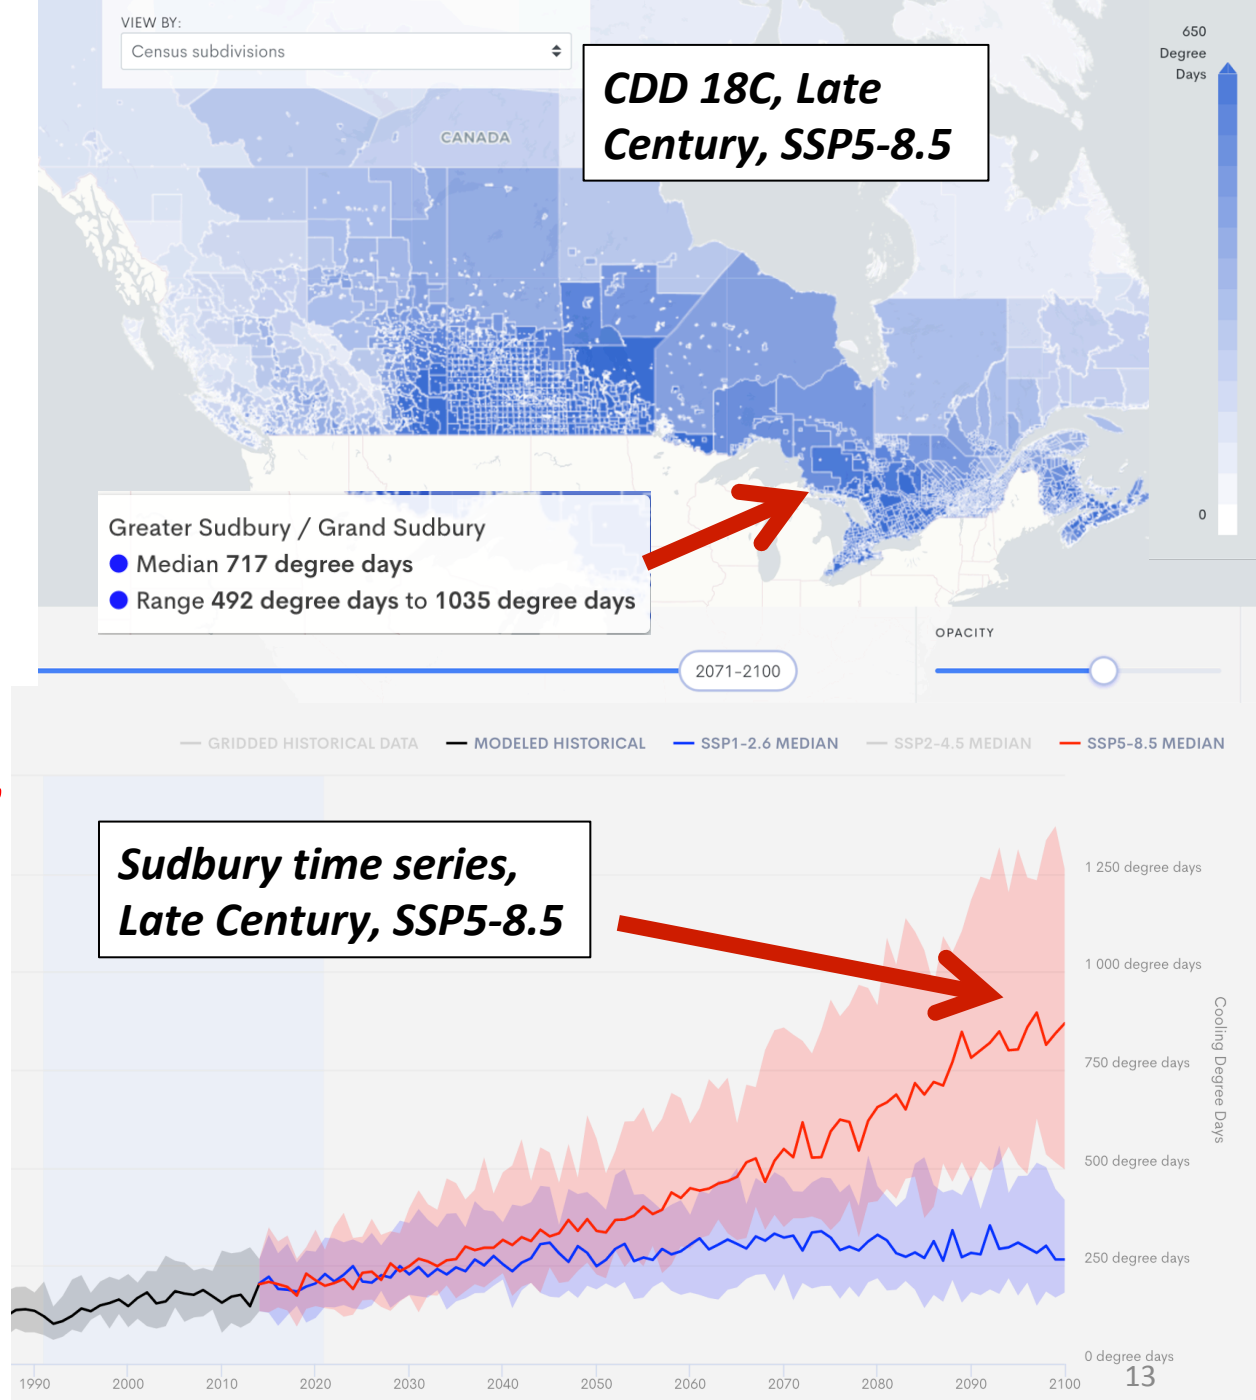 VIEW BY:
Census subdivisions
CANADA
CDD 18C, Late
Century, SSP5-8.5
650
Degree
Days
0
Greater Sudbury / Grand Sudbury
Median 717 degree days
Range 492 degree days to 1035 degree days
2071-2100
OPACITY
GRIDDED HISTORICAL DATA MODELED HISTORICAL SSP1-2.6 MEDIAN SSP2-4.5 MEDIAN SSP5-8.5 MEDIAN
Sudbury time series,
Late Century, SSP5-8.5
1 250 degree days
1 000 degree days
750 degree days
500 degree days
250 degree days
0 degree days
Cooling Degree Days
1990 2000 2010 2020 2030 2040 2050 2060 2070 2080 2090 2100
13